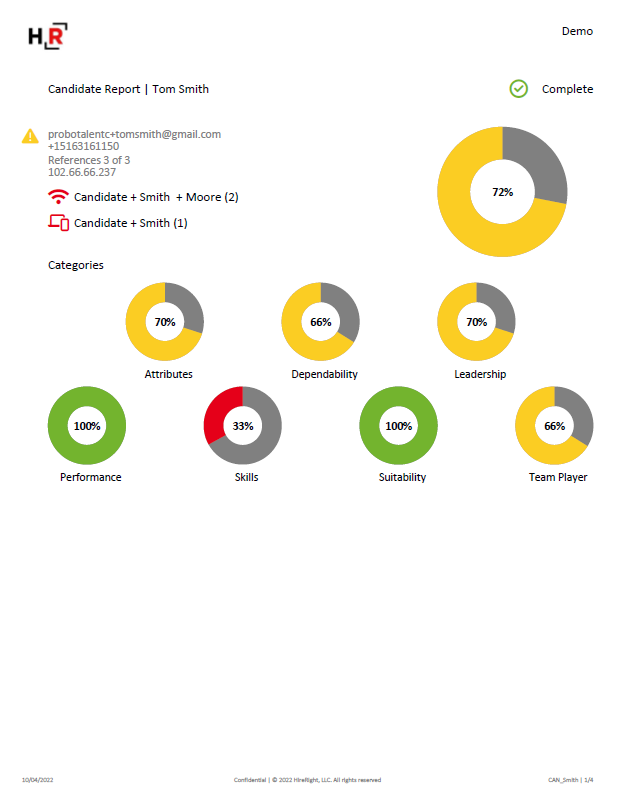 HR
Demo
Candidate Report | Tom Smith
Complete
probotalentc+tomsmith@gmail.com
+15163161150
References 3 of 3
102.66.66.237
Candidate + Smith  + Moore (2)
Candidate + Smith (1)
72%
Categories
70%
66%
70%
Attributes
Dependability
Leadership
100%
33%
100%
66%
Performance
Skills
Suitability
Team Player
10/04/2022
Confidential | © 2022 HireRight, LLC. All rights reserved
CAN_Smith | 1/4